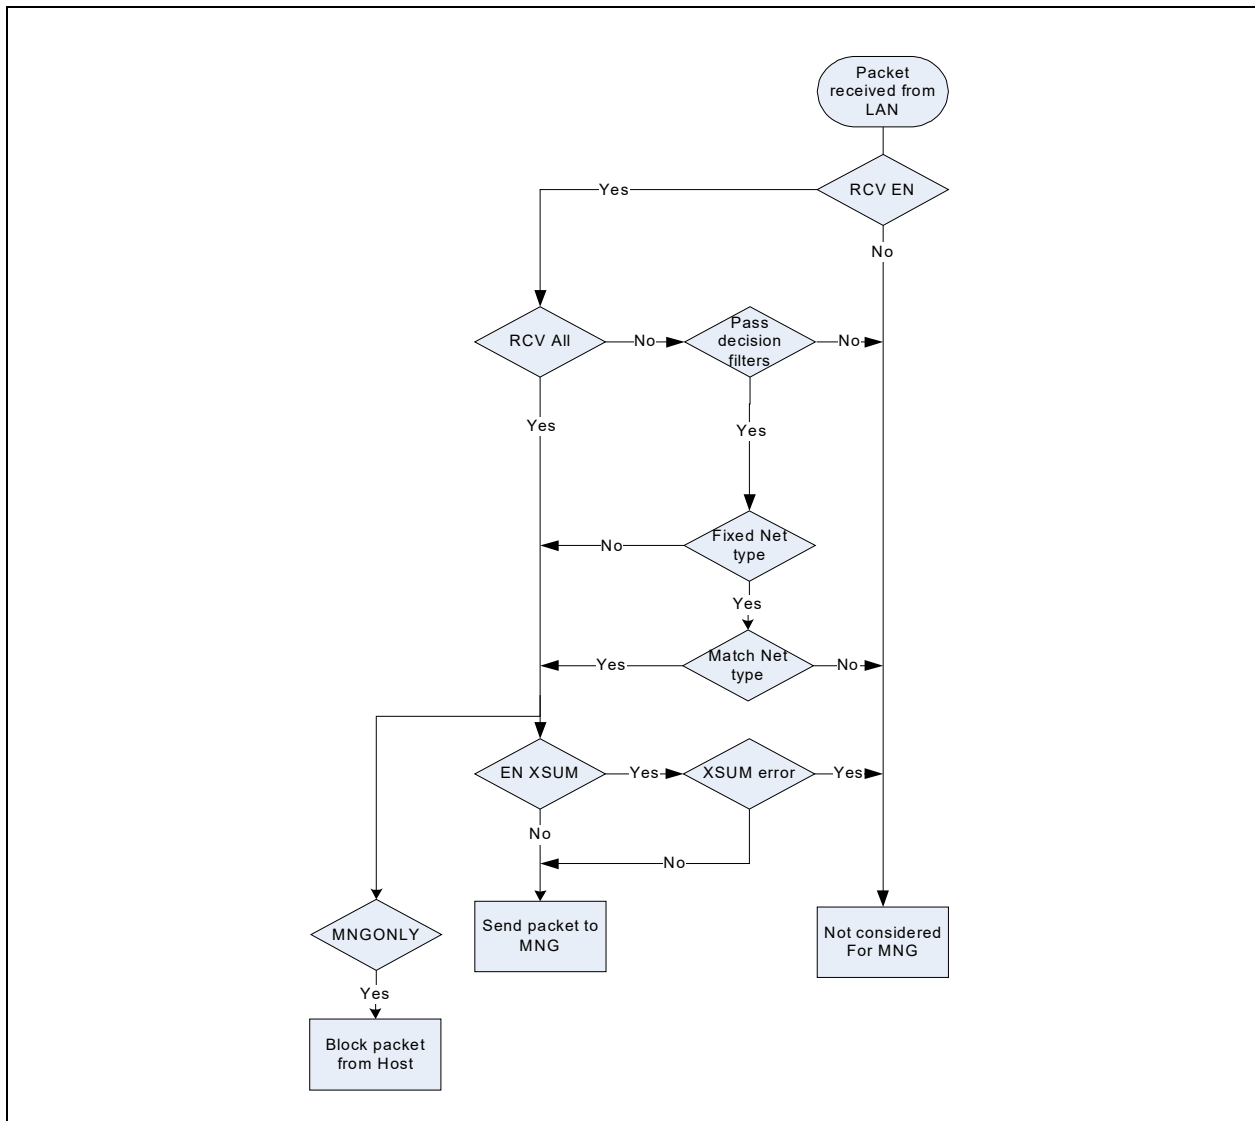 Packet
received from
LAN
RCV EN
Yes
No
RCV All
No
Pass
decision
filters
No
Yes
Yes
Fixed Net
type
No
Yes
Match Net
type
Yes
No
EN XSUM
Yes
XSUM error
Yes
No
No
Send packet to
MNG
Not considered
For MNG
MNGONLY
Yes
Block packet
from Host